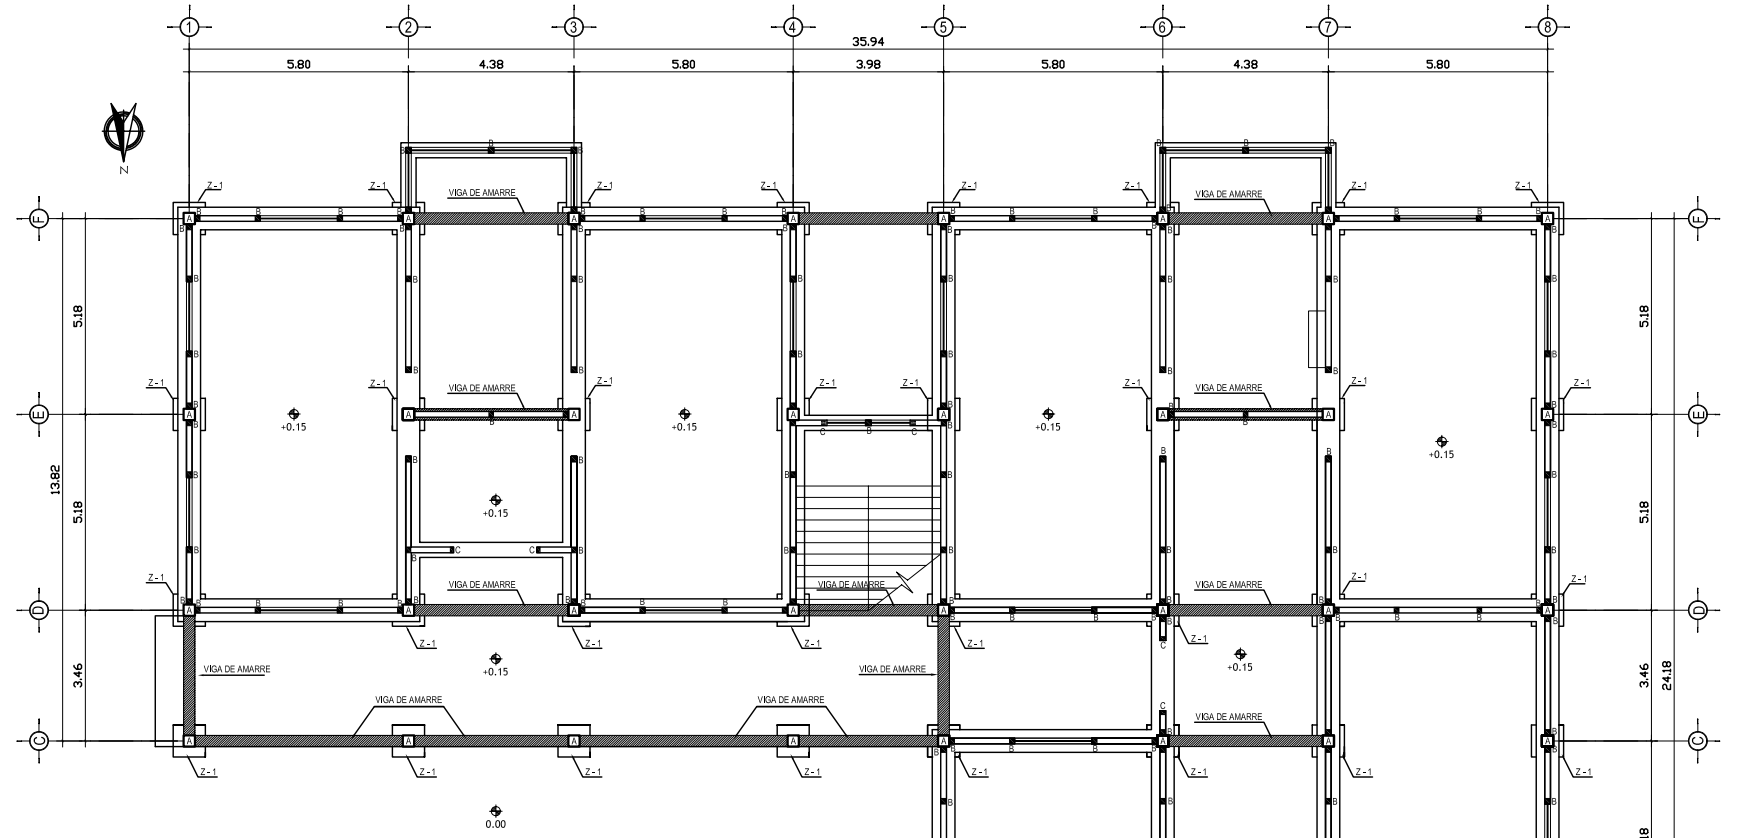 1 2 3 4 5 6 7 8
35.94
5.80 4.38 5.80 3.98 5.80 4.38 5.80
N
B B
B B B B
Z-1 Z-1 VIGA DE AMARRE Z-1 Z-1 Z-1 Z-1 VIGA DE AMARRE Z-1 Z-1
F A B B B B A A B B B B A A B B B B A A B B B B A F
B B B B B B B B
5.18 B B B B B B B B 5.18
B B B B B B B B
Z-1 Z-1 VIGA DE AMARRE Z-1 Z-1 Z-1 Z-1 VIGA DE AMARRE Z-1 Z-1
E A A B A A A A B A A E
+0.15 +0.15 C B C +0.15 +0.15
13.82
B B B B B B B B
5.18 +0.15 5.18
B B C C B B B B B
Z-1 VIGA DE AMARRE VIGA DE AMARRE VIGA DE AMARRE Z-1 Z-1
D A B B B B A A B B B B A A B B B B A A B B B B A D
Z-1 Z-1 Z-1 Z-1 Z-1
C
3.46 VIGA DE AMARRE +0.15 VIGA DE AMARRE +0.15 3.46 24.18
VIGA DE AMARRE VIGA DE AMARRE C VIGA DE AMARRE
C A A A A A B B B B A A A C
Z-1 Z-1 Z-1 Z-1 Z-1 Z-1 Z-1 Z-1
B B B B
0.00 18